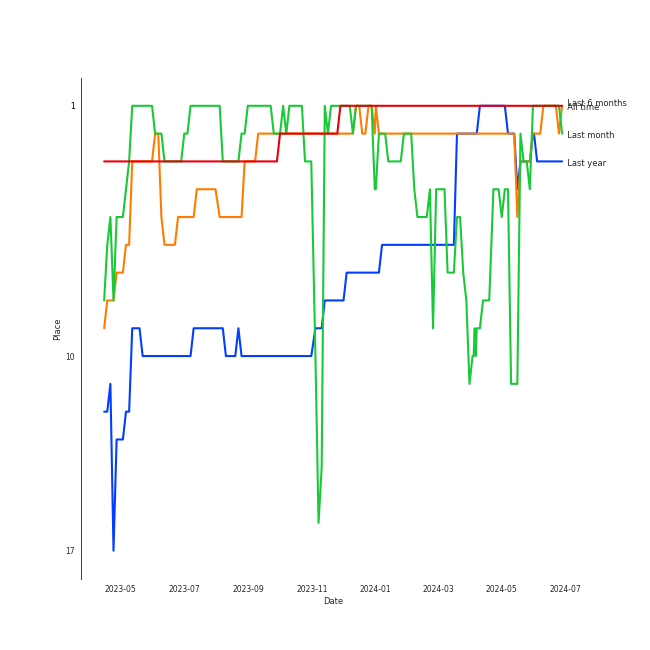 1
Last 6 months
All time
Last month
Last year
Place
10
17
2023-05
2023-07
2023-09
2023-11
2024-01
2024-03
2024-05
2024-07
Date